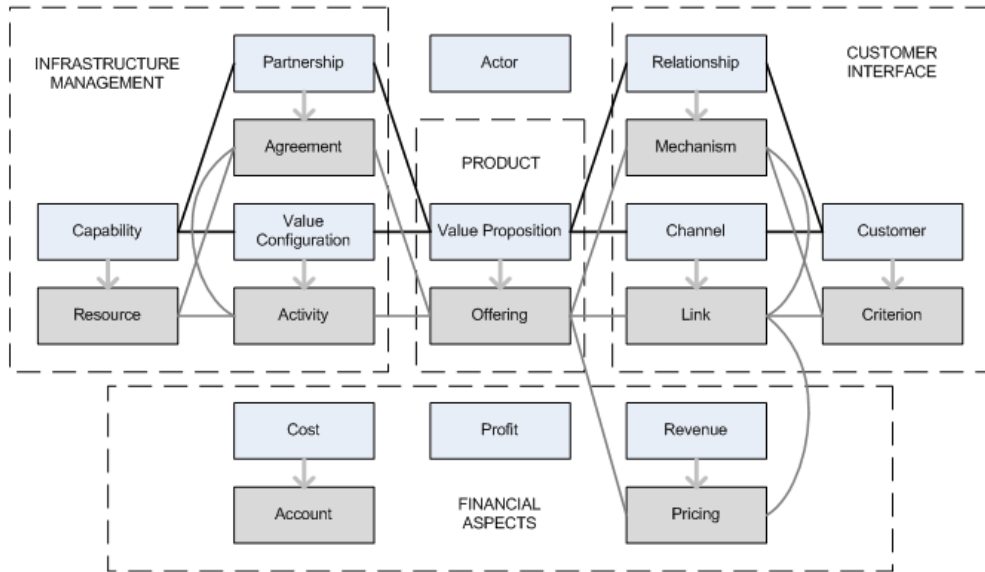 INFRASTRUCTURE
MANAGEMENT
Partnership
Actor
Relationship
CUSTOMER
INTERFACE
Agreement
PRODUCT
Mechanism
Capability
Value
Configuration
Value Proposition
Channel
Customer
Resource
Activity
Offering
Link
Criterion
Cost
Profit
Revenue
Account
FINANCIAL
ASPECTS
Pricing